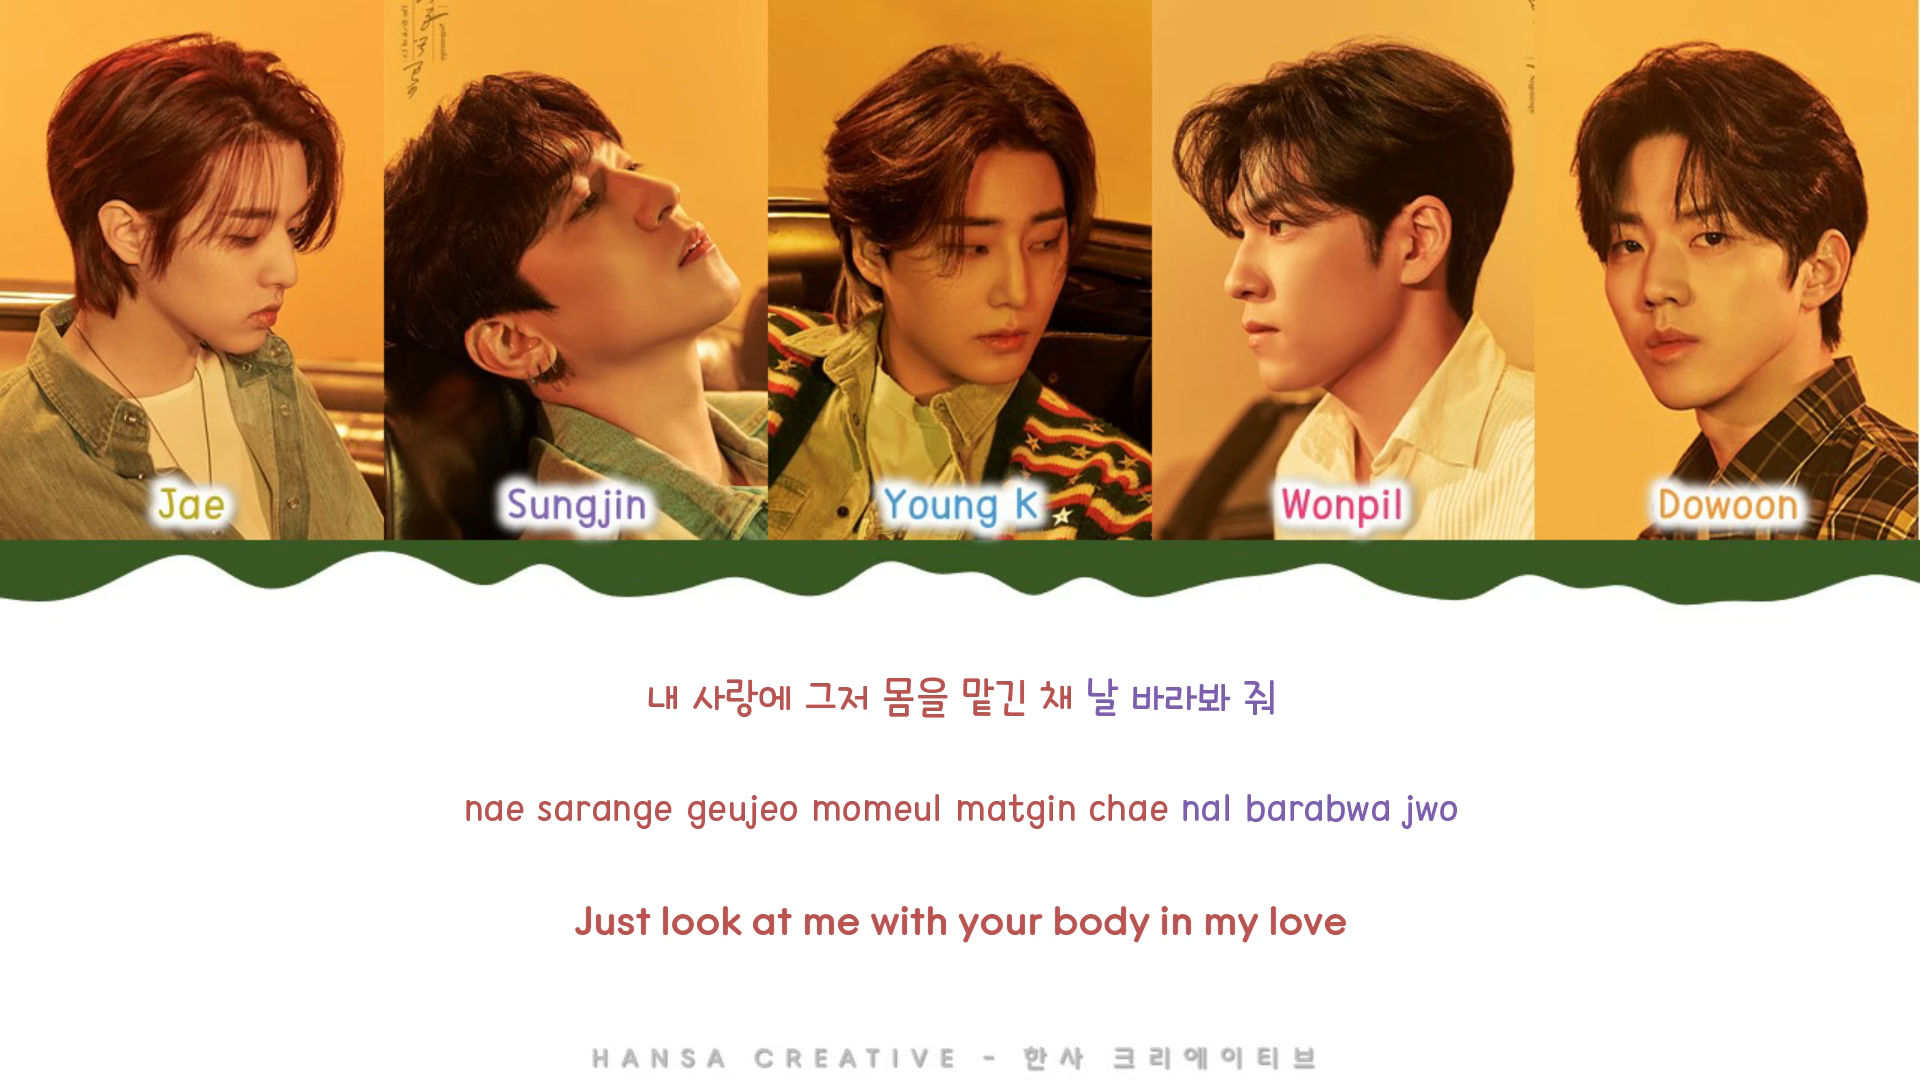 Jae
Sungjin
Young K
Wonpil
Dowoon
내 사랑에 그저 몸을 맡긴 채 날 바라봐 줘
nae sarange geujeo momeul matgin chae nal barabwa jwo
Just look at me with your body in my love
HANSA CREATIVE - 한사 크리에이티브